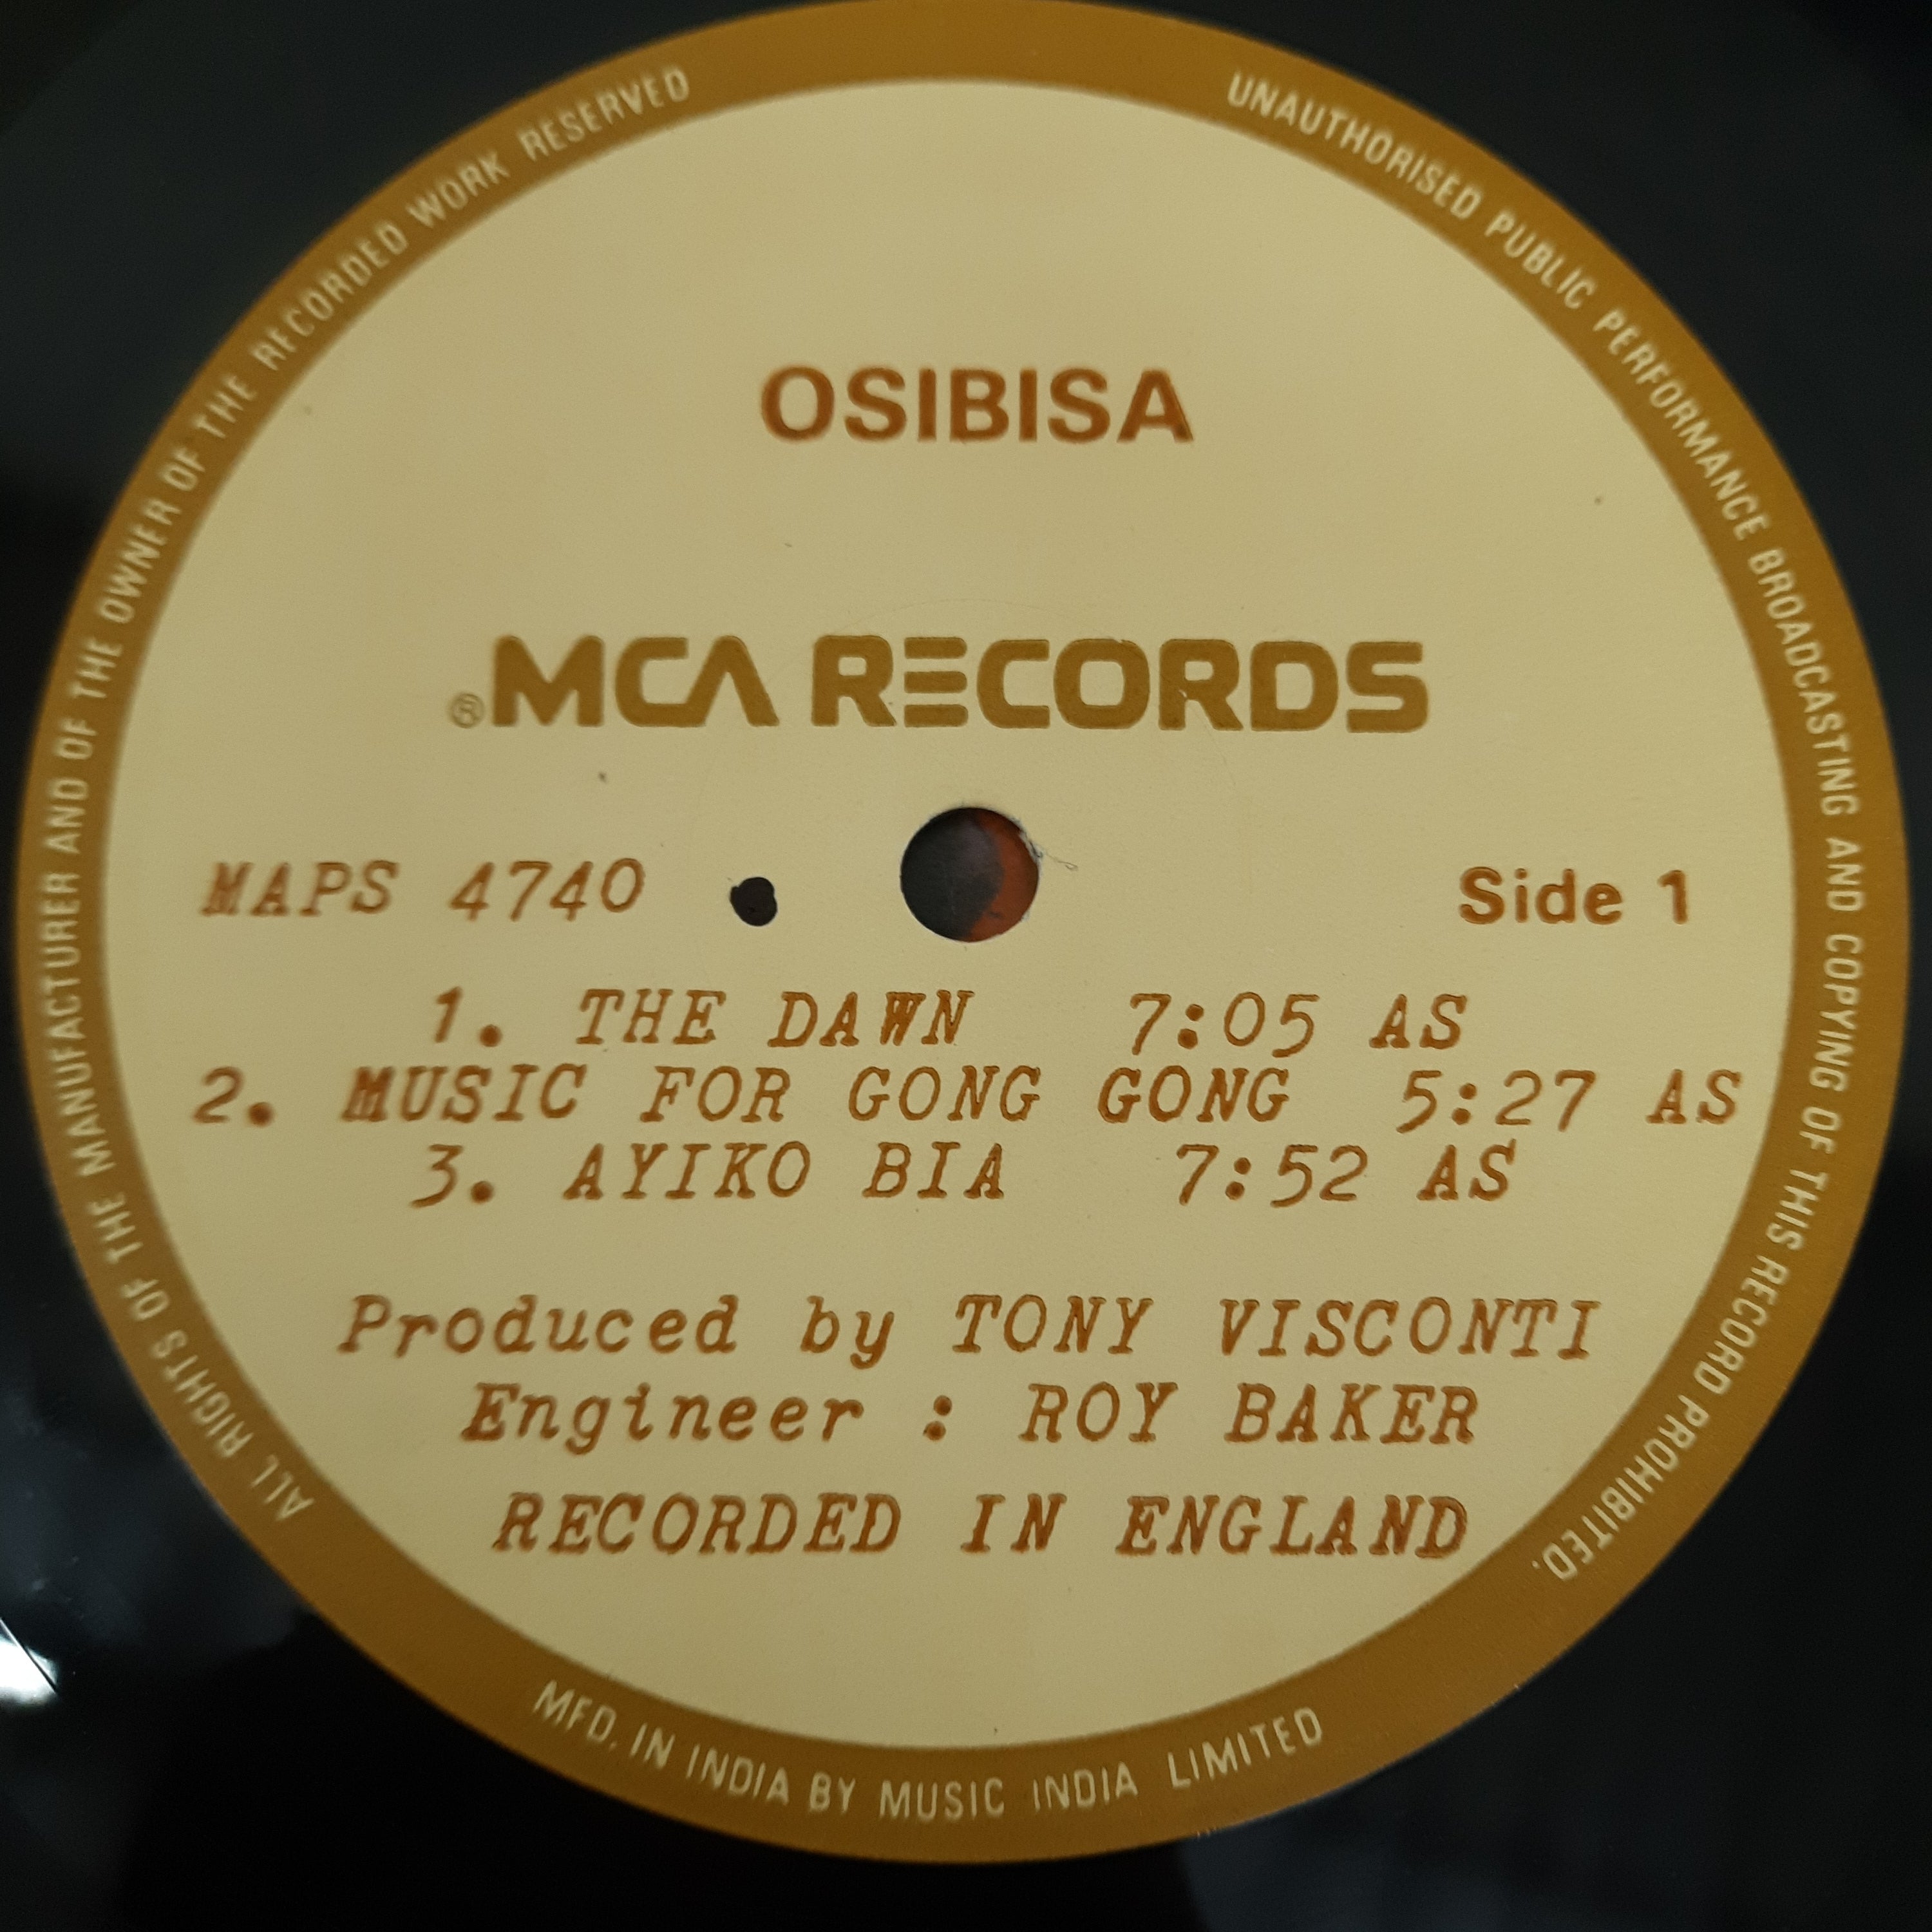 OSIBISA
®MCA RECORDS
MAPS 4740
Side 1
1. THE DAWN 7:05 AS
2. MUSIC FOR GONG GONG 5:27 AS
3. AYIKO BIA 7:52 AS
Produced by TONY VISCONTI
Engineer : ROY BAKER
RECORDED IN ENGLAND
ALL RIGHTS OF THE MANUFACTURER AND OF THE OWNER OF THE RECORDED WORK RESERVED
UNAUTHORISED PUBLIC PERFORMANCE BROADCASTING AND COPYING OF THIS RECORD PROHIBITED.
MFD. IN INDIA BY MUSIC INDIA LIMITED